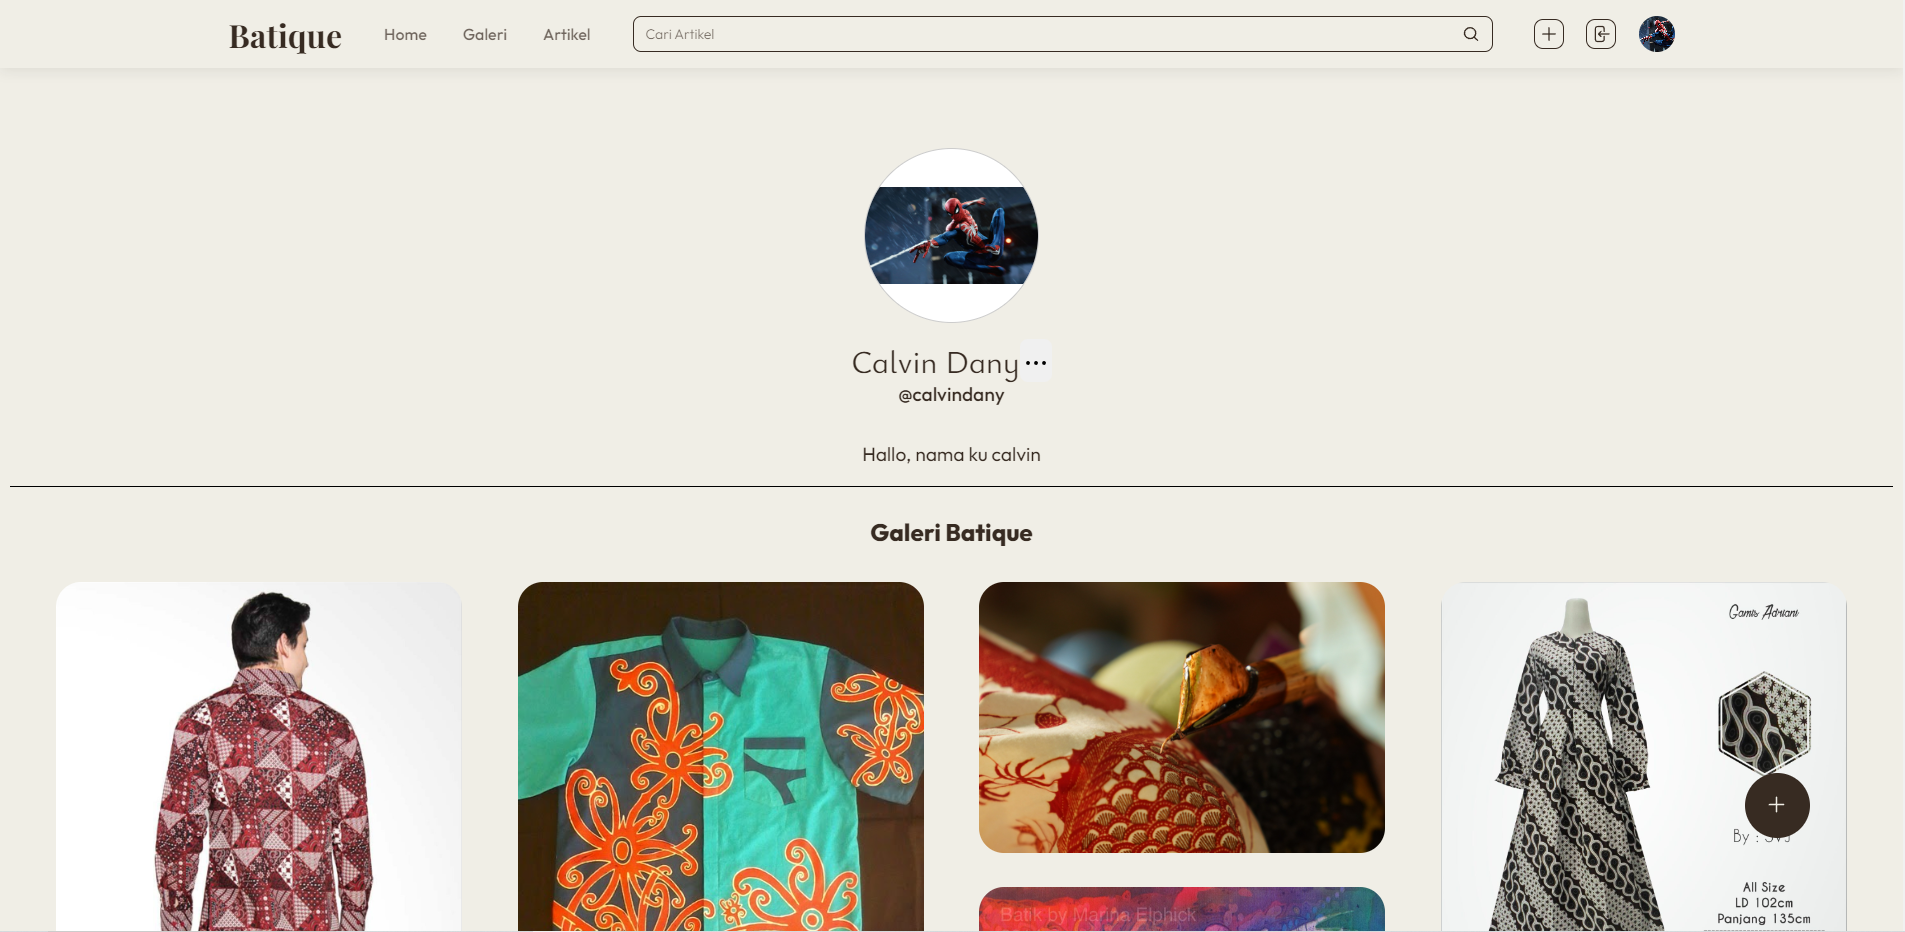 Batique
Home
Galeri
Artikel
Cari Artikel
Calvin Dany
@calvindany
Hallo, nama ku calvin
Galeri Batique
Gamis Adriani
By : SVJ
Batik by Marina Elphick
All Size
LD 102cm
Panjang 135cm